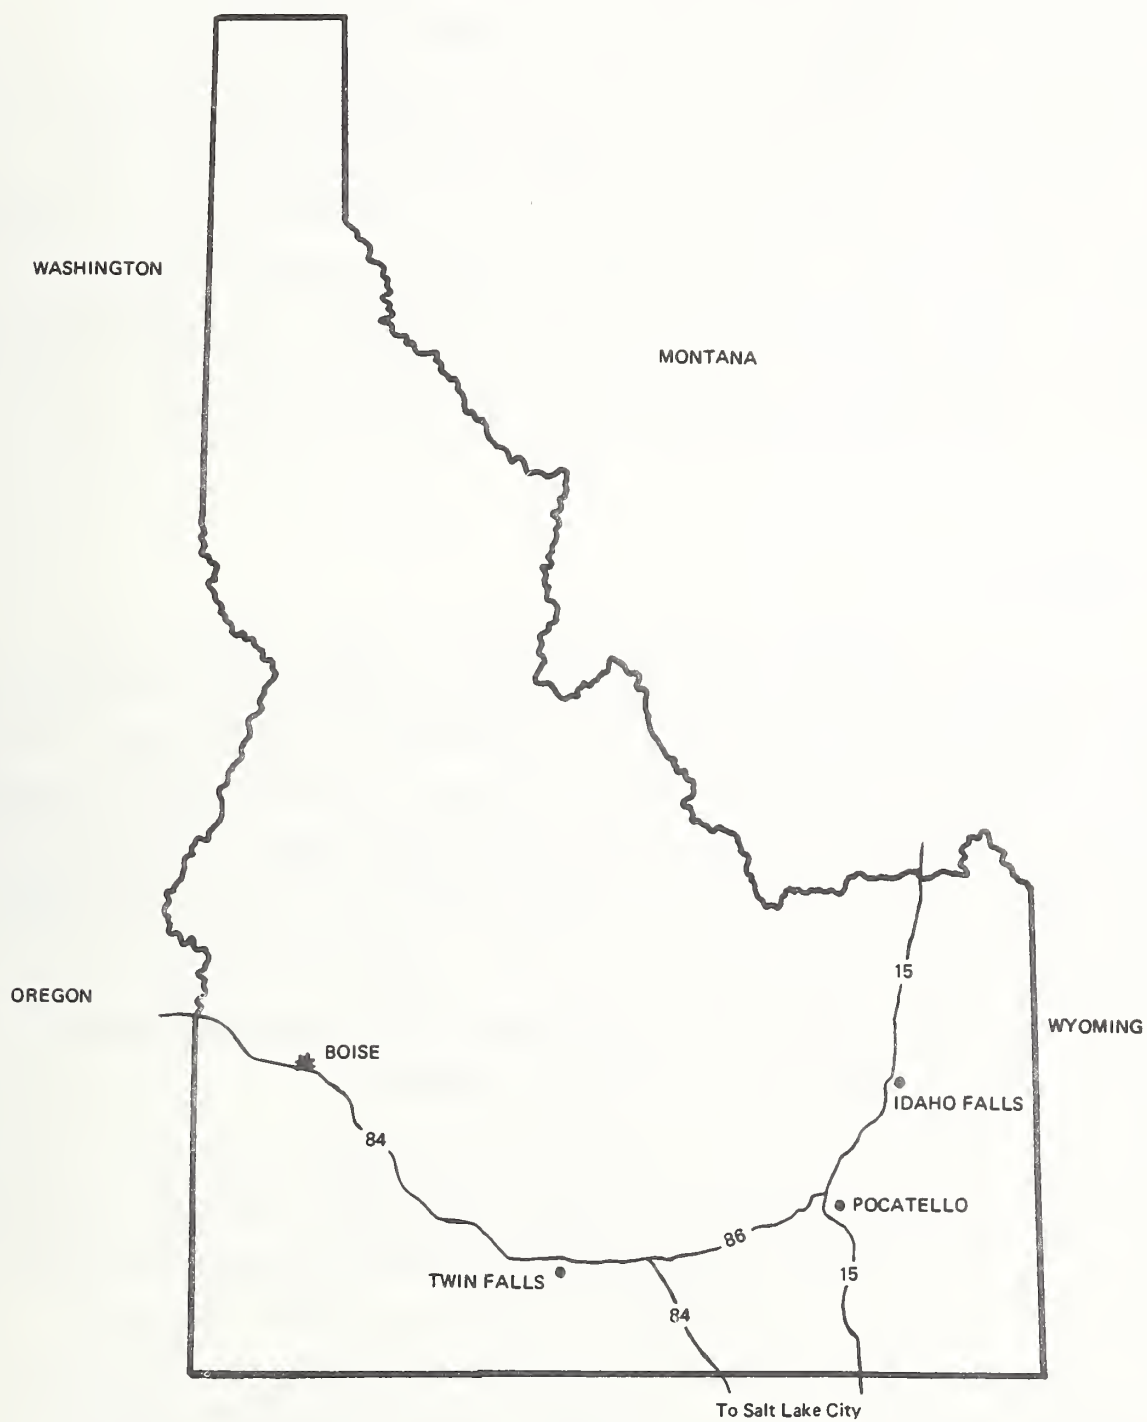 WASHINGTON
MONTANA
15
OREGON
WYOMING
BOISE
IDAHO FALLS
84
POCATELLO
86
15
TWIN FALLS
84
To Salt Lake City